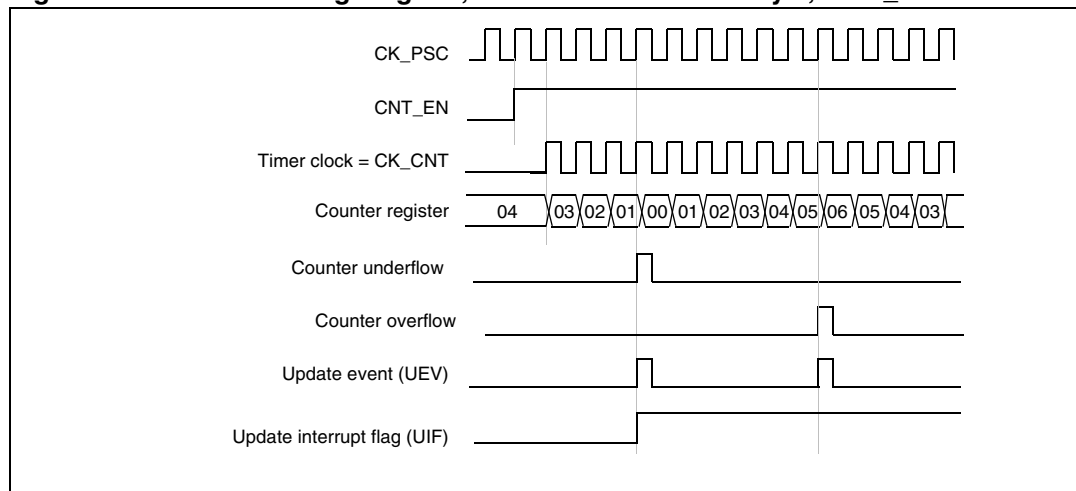 CK_PSC
CNT_EN
Timer clock = CK_CNT
Counter register 04 03 02 01 00 01 02 03 04 05 06 05 04 03
Counter underflow
Counter overflow
Update event (UEV)
Update interrupt flag (UIF)